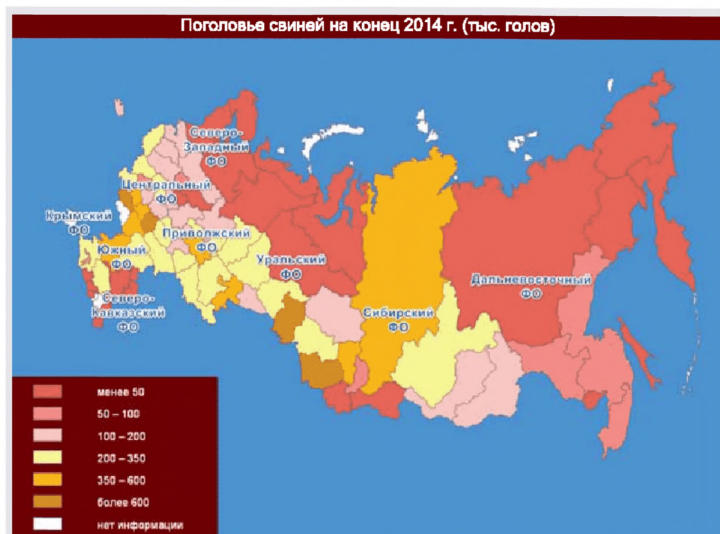 Поголовье свиней на конец 2014 г. (тыс. голов)
Северо-
Западный
ФО
Центральный
ФО
Крымский
ФО
Приволжский
ФО
Южный
ФО
Уральский
ФО
Дальневосточный
ФО
Северо-
Кавказский
ФО
Сибирский
ФО
менее 50
50 – 100
100 – 200
200 – 350
350 – 600
более 600
нет информации